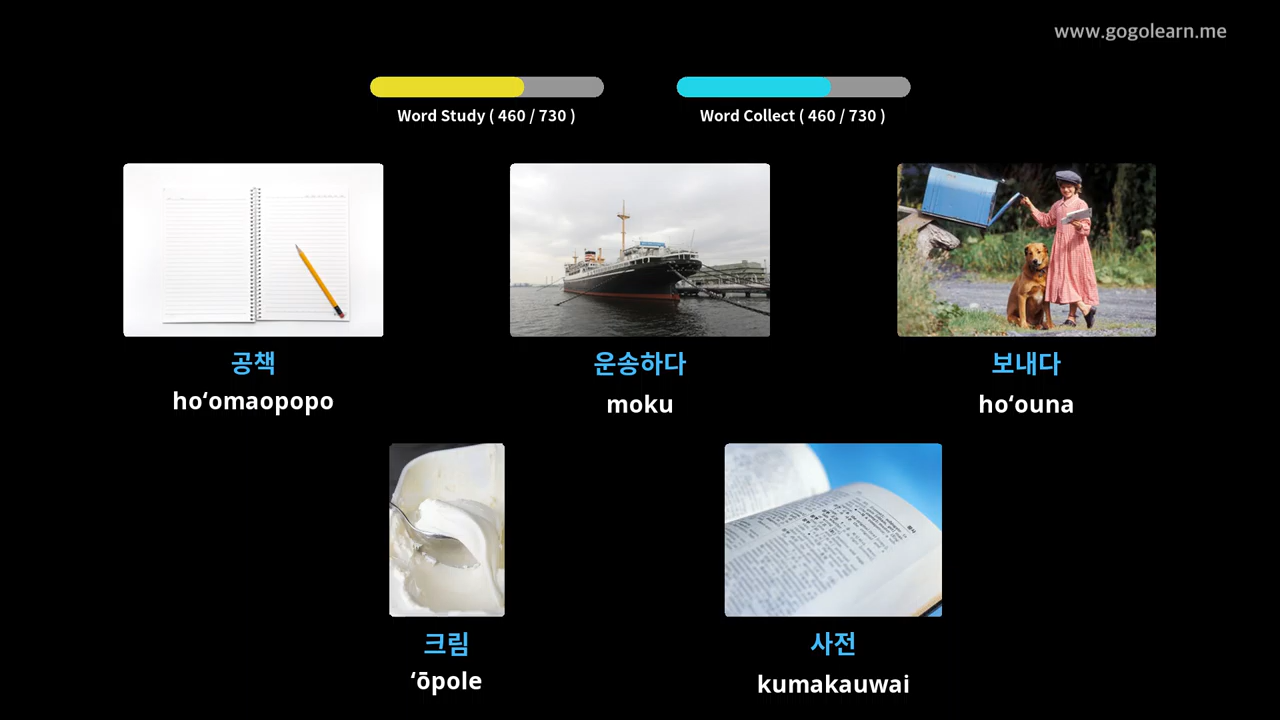 www.gogolearn.me
Word Study ( 460 / 730 )
Word Collect ( 460 / 730 )
공책
hoʻomaopopo
운송하다
moku
보내다
hoʻouna
크림
ʻōpole
사전
kumakauwai